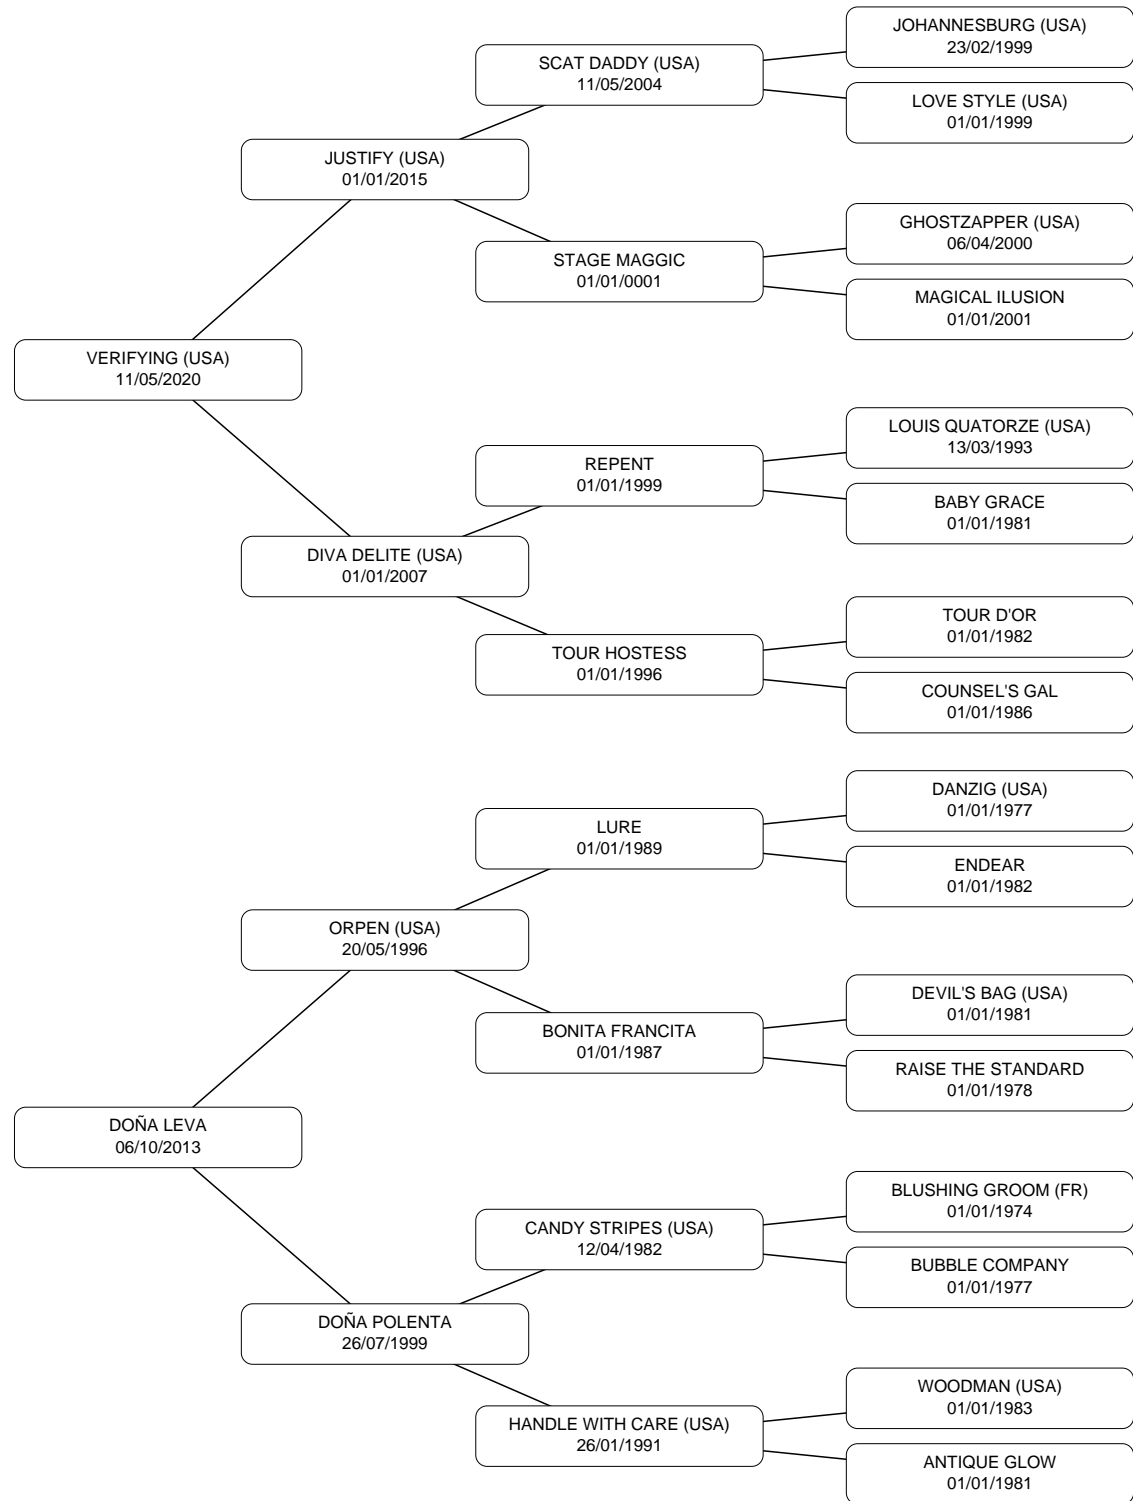 JOHANNESBURG (USA)
23/02/1999
SCAT DADDY (USA)
11/05/2004
LOVE STYLE (USA)
01/01/1999
JUSTIFY (USA)
01/01/2015
GHOSTZAPPER (USA)
06/04/2000
STAGE MAGGIC
01/01/0001
MAGICAL ILUSION
01/01/2001
VERIFYING (USA)
11/05/2020
LOUIS QUATORZE (USA)
13/03/1993
REPENT
01/01/1999
BABY GRACE
01/01/1981
DIVA DELITE (USA)
01/01/2007
TOUR D'OR
01/01/1982
TOUR HOSTESS
01/01/1996
COUNSEL'S GAL
01/01/1986
DANZIG (USA)
01/01/1977
LURE
01/01/1989
ENDEAR
01/01/1982
ORPEN (USA)
20/05/1996
DEVIL'S BAG (USA)
01/01/1981
BONITA FRANCITA
01/01/1987
RAISE THE STANDARD
01/01/1978
DOÑA LEVA
06/10/2013
BLUSHING GROOM (FR)
01/01/1974
CANDY STRIPES (USA)
12/04/1982
BUBBLE COMPANY
01/01/1977
DOÑA POLENTA
26/07/1999
WOODMAN (USA)
01/01/1983
HANDLE WITH CARE (USA)
26/01/1991
ANTIQUE GLOW
01/01/1981